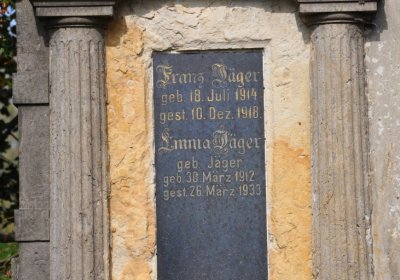 Franz Jäger
geb. 18. Juli 1914
gest. 10. Dez. 1918.
Emma Jäger
geb. Jäger
geb. 30. März 1912
gest. 26. März 1933